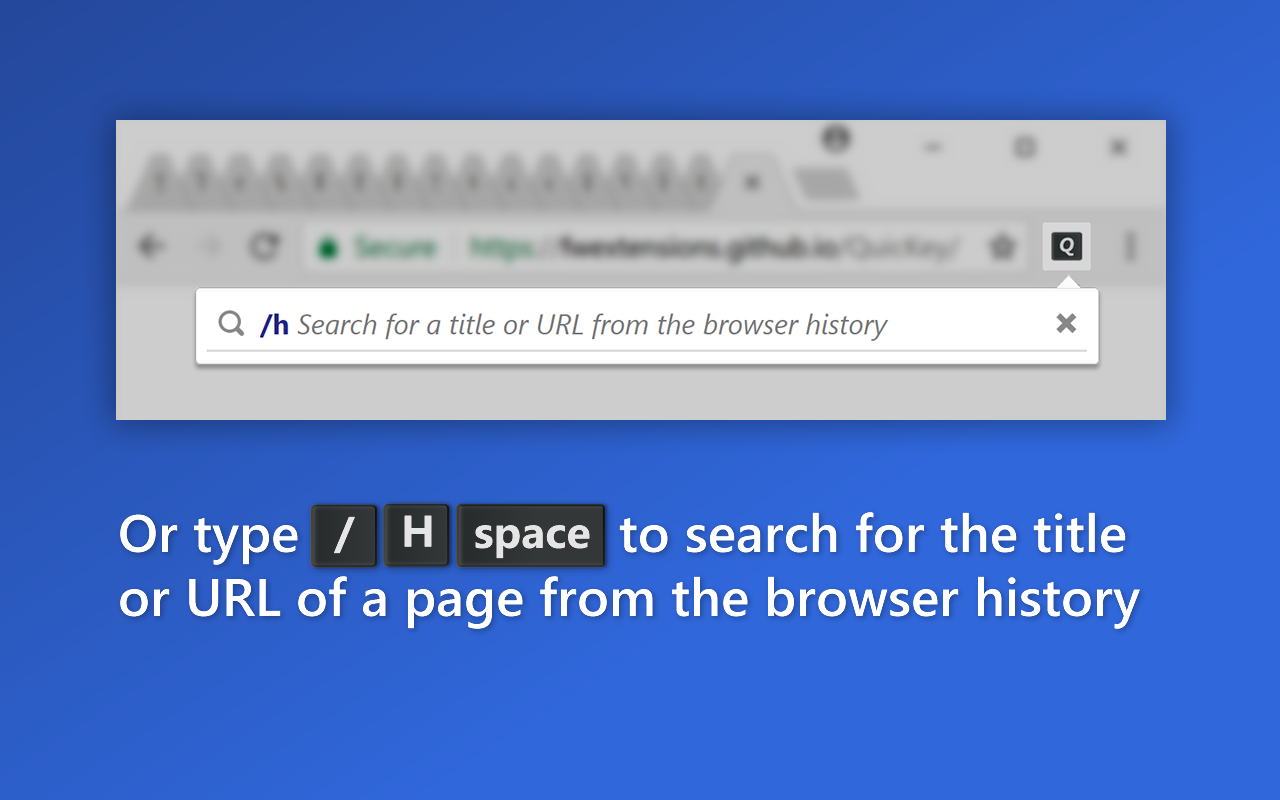 Secure https://fwextensions.github.io/QuicKey/
Q
/h Search for a title or URL from the browser history
Or type / H space to search for the title
or URL of a page from the browser history